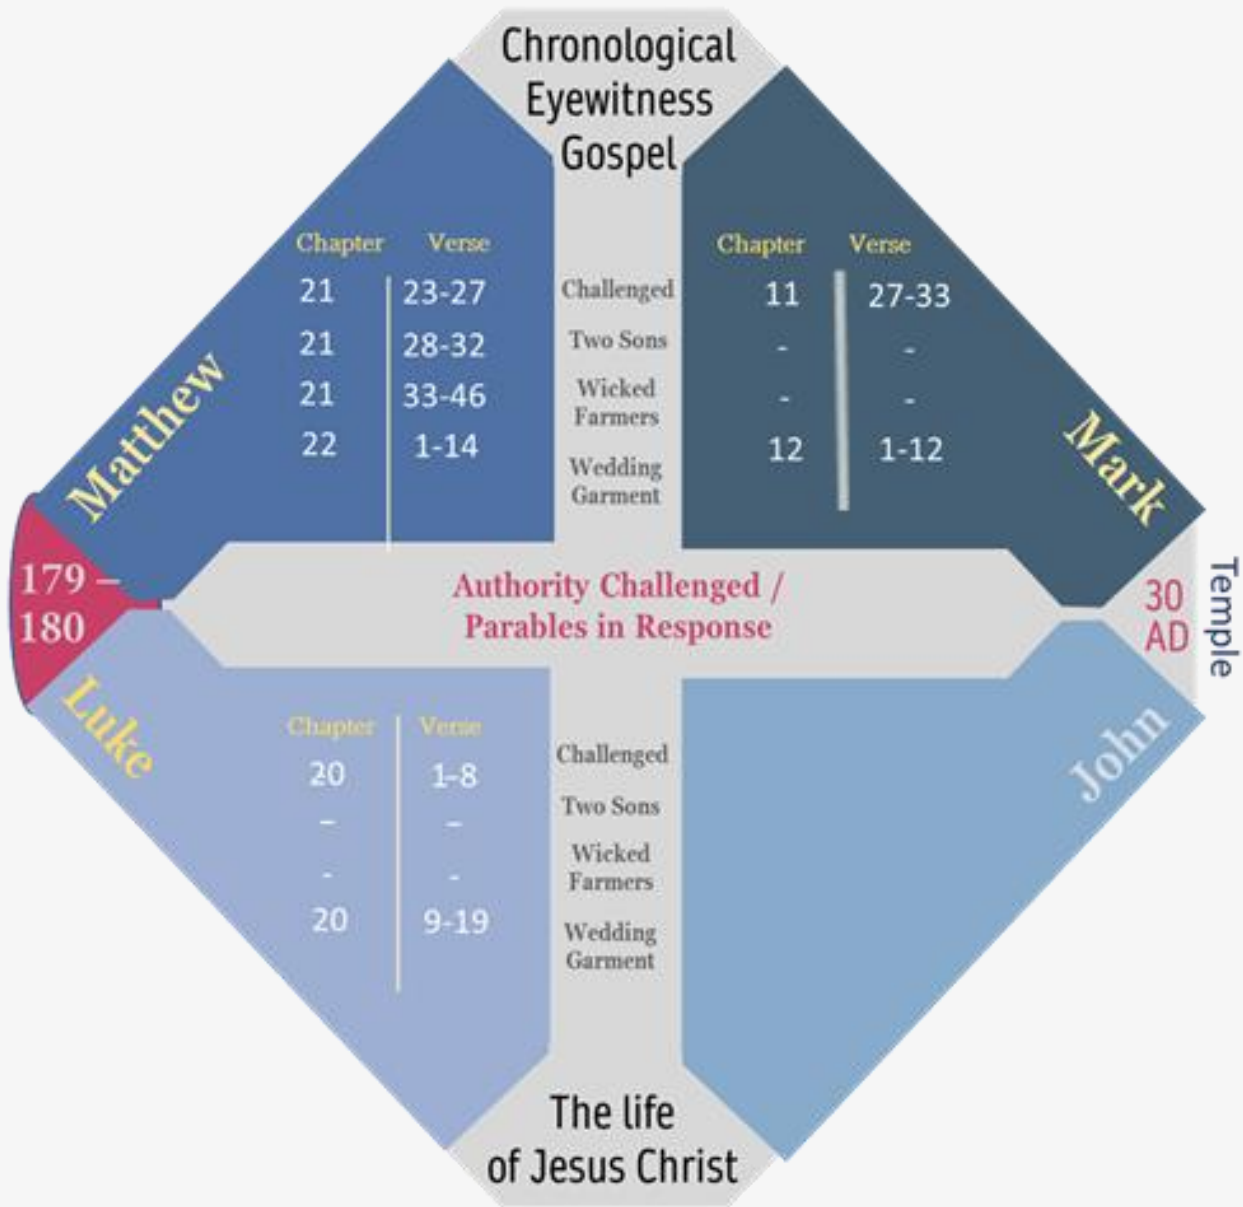 Chronological
Eyewitness
Gospel
Matthew
Chapter Verse
21 23-27
21 28-32
21 33-46
22 1-14
Challenged
Two Sons
Wicked
Farmers
Wedding
Garment
Chapter Verse
11 27-33
- -
- -
12 1-12
Mark
179 –
180
Authority Challenged /
Parables in Response
30
AD
Temple
Luke
Chapter Verse
20 1-8
– –
- -
20 9-19
Challenged
Two Sons
Wicked
Farmers
Wedding
Garment
John
The life
of Jesus Christ